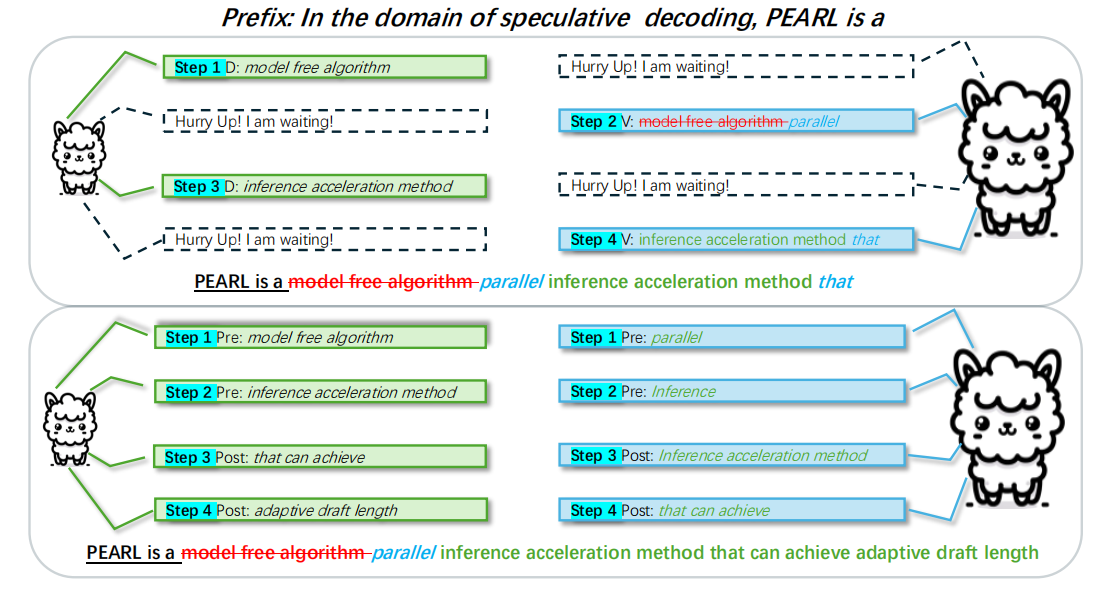 Prefix: In the domain of speculative decoding, PEARL is a
Step 1 D: model free algorithm
Hurry Up! I am waiting!
Hurry Up! I am waiting!
Step 2 V: model free algorithm parallel
Step 3 D: inference acceleration method
Hurry Up! I am waiting!
Hurry Up! I am waiting!
Step 4 V: inference acceleration method that
PEARL is a model free algorithm parallel inference acceleration method that
Step 1 Pre: model free algorithm
Step 1 Pre: parallel
Step 2 Pre: inference acceleration method
Step 2 Pre: Inference
Step 3 Post: that can achieve
Step 3 Post: Inference acceleration method
Step 4 Post: adaptive draft length
Step 4 Post: that can achieve
PEARL is a model free algorithm parallel inference acceleration method that can achieve adaptive draft length